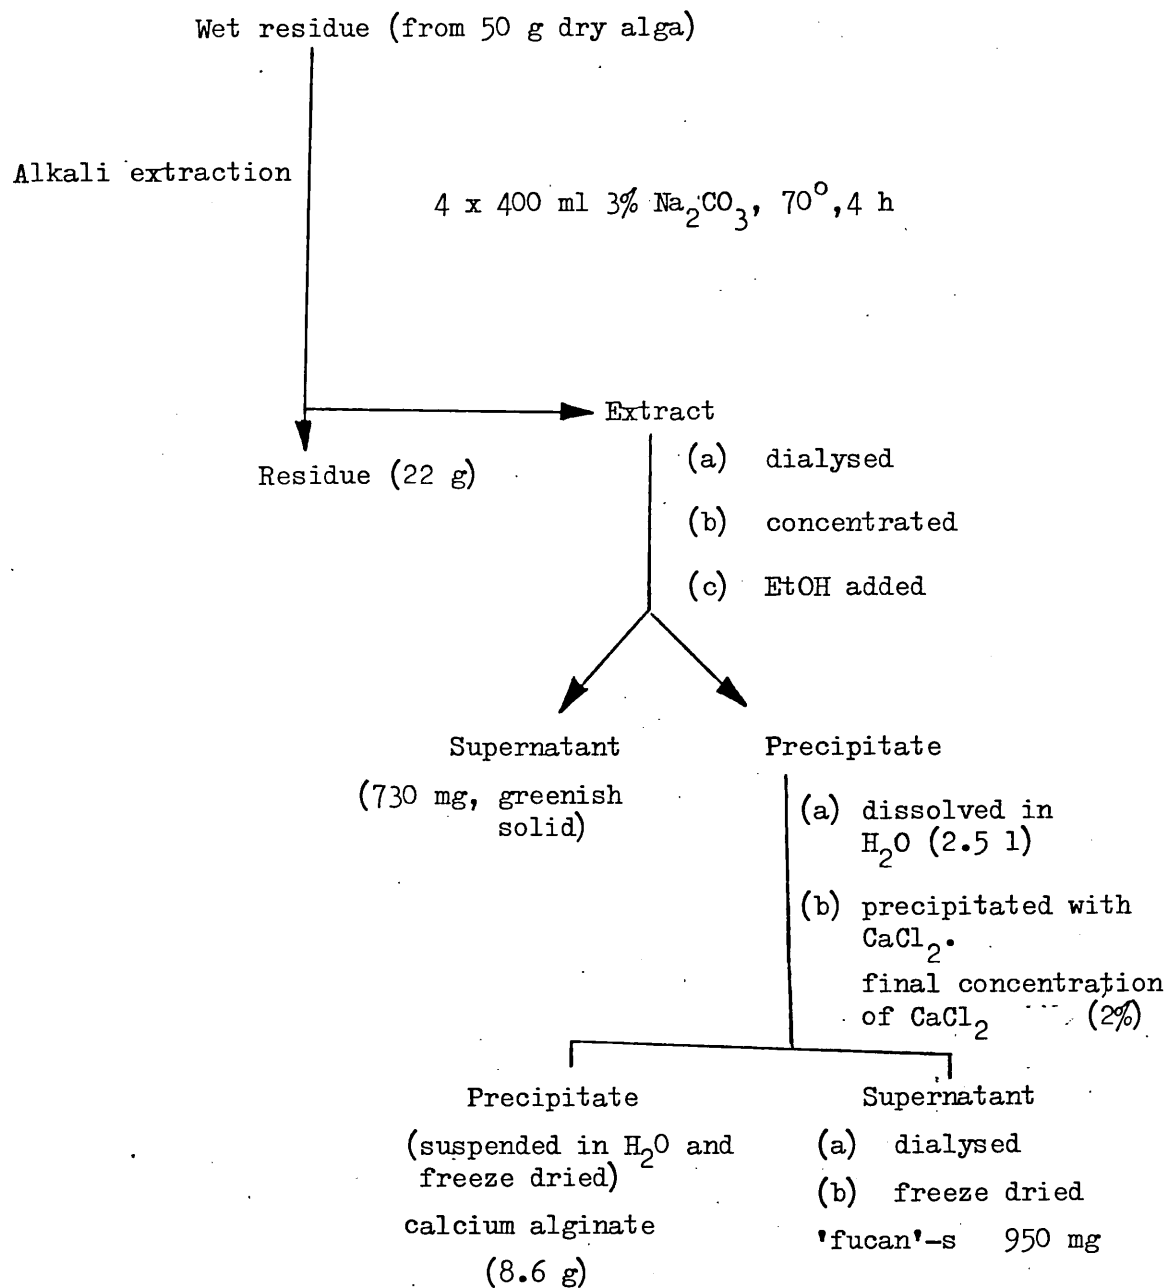 Wet residue (from 50 g dry alga)
Alkali extraction
4 x 400 ml 3% Na₂CO₃, 70°, 4 h
Extract
Residue (22 g)
(a) dialysed
(b) concentrated
(c) EtOH added
Supernatant
(730 mg, greenish
solid)
Precipitate
(a) dissolved in
H₂O (2.5 l)
(b) precipitated with
CaCl₂.
final concentration
of CaCl₂ (2%)
Precipitate
(suspended in H₂O and
freeze dried)
calcium alginate
(8.6 g)
Supernatant
(a) dialysed
(b) freeze dried
'fucan'-s 950 mg